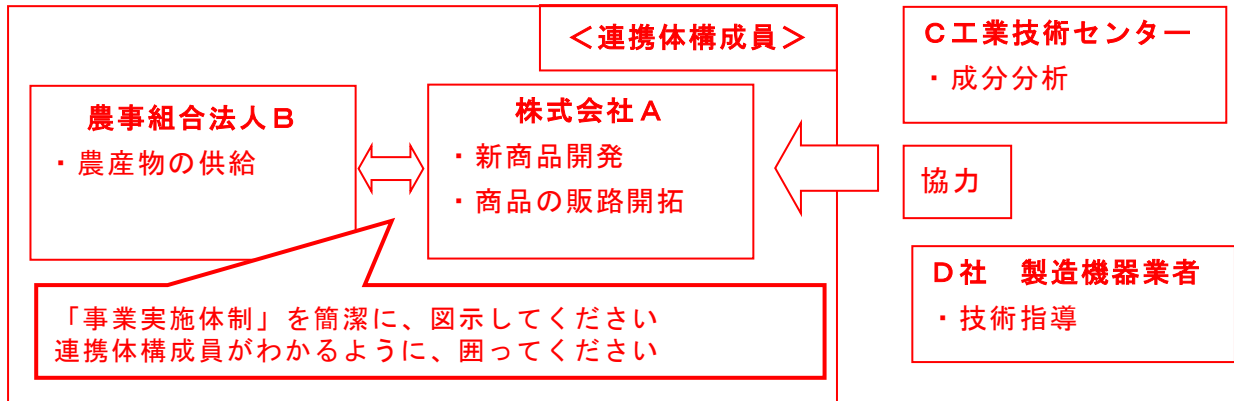 ＜連携体構成員＞
農事組合法人Ｂ
・農産物の供給
株式会社Ａ
・新商品開発
・商品の販路開拓
Ｃ工業技術センター
・成分分析
協力
Ｄ社　製造機器業者
・技術指導
「事業実施体制」を簡潔に、図示してください
連携体構成員がわかるように、囲ってください